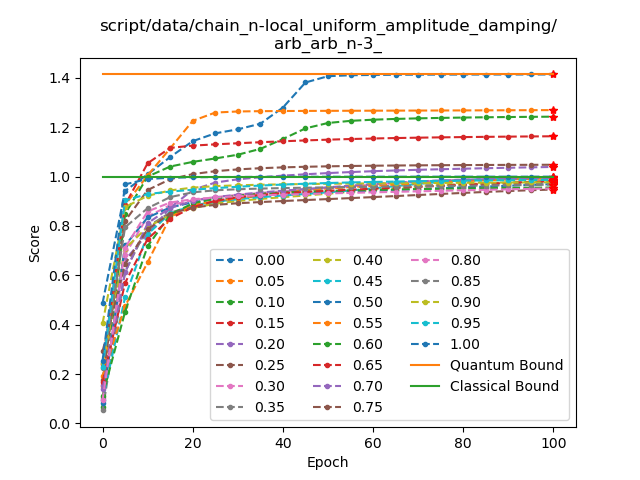 script/data/chain_n-local_uniform_amplitude_damping/
arb_arb_n-3_
Score
1.4
1.2
1.0
0.8
0.6
0.4
0.2
0.0
0 20 40 60 80 100
Epoch
0.00 0.40 0.80
0.05 0.45 0.85
0.10 0.50 0.90
0.15 0.55 0.95
0.20 0.60 1.00
0.25 0.65 Quantum Bound
0.30 0.70 Classical Bound
0.35 0.75